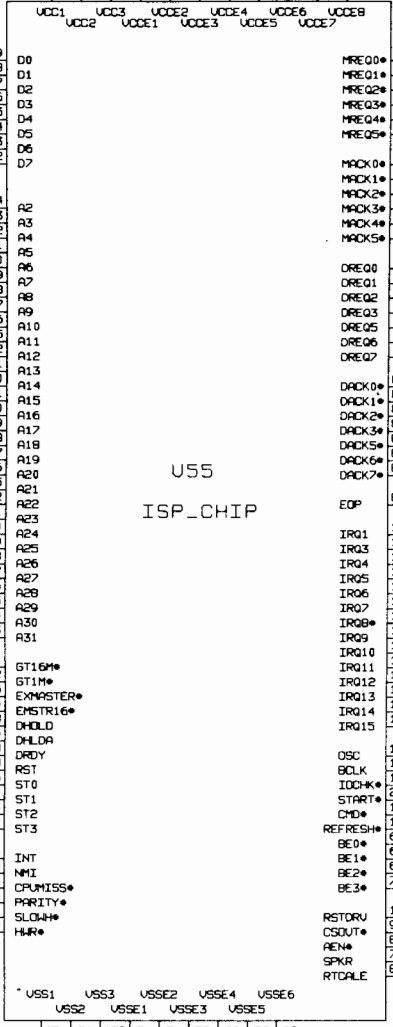 VCC1 VCC3 VCCE2 VCCE4 VCCE6 VCCE8
VCC2 VCCE1 VCCE3 VCCE5 VCCE7
D0 MREQ0*
D1 MREQ1*
D2 MREQ2*
D3 MREQ3*
D4 MREQ4*
D5 MREQ5*
D6
D7 MACK0*
MACK1*
MACK2*
A2 MACK3*
A3 MACK4*
A4 MACK5*
A5
A6 DREQ0
A7 DREQ1
A8 DREQ2
A9 DREQ3
A10 DREQ5
A11 DREQ6
A12 DREQ7
A13
A14 DACK0*
A15 DACK1*
A16 DACK2*
A17 DACK3*
A18 DACK5*
A19 DACK6*
A20 DACK7*
U55
A21
A22 EOP
ISP_CHIP
A23
A24 IRQ1
A25 IRQ3
A26 IRQ4
A27 IRQ5
A28 IRQ6
A29 IRQ7
A30 IRQ8*
A31 IRQ9
IRQ10
GT16M* IRQ11
GT1M* IRQ12
EXMASTER* IRQ13
EMSTR16* IRQ14
DHOLD IRQ15
DHLDA
DRDY OSC
RST BCLK
ST0 IOCHK*
ST1 START*
ST2 CMD*
ST3 REFRESH*
BE0*
INT BE1*
NMI BE2*
CPUMISS* BE3*
PARITY*
SLOWH* RSTDRV
HWR* CSOUT*
AEN*
SPKR
RTCALE
VSS1 VSS3 VSSE2 VSSE4 VSSE6
VSS2 VSSE1 VSSE3 VSSE5